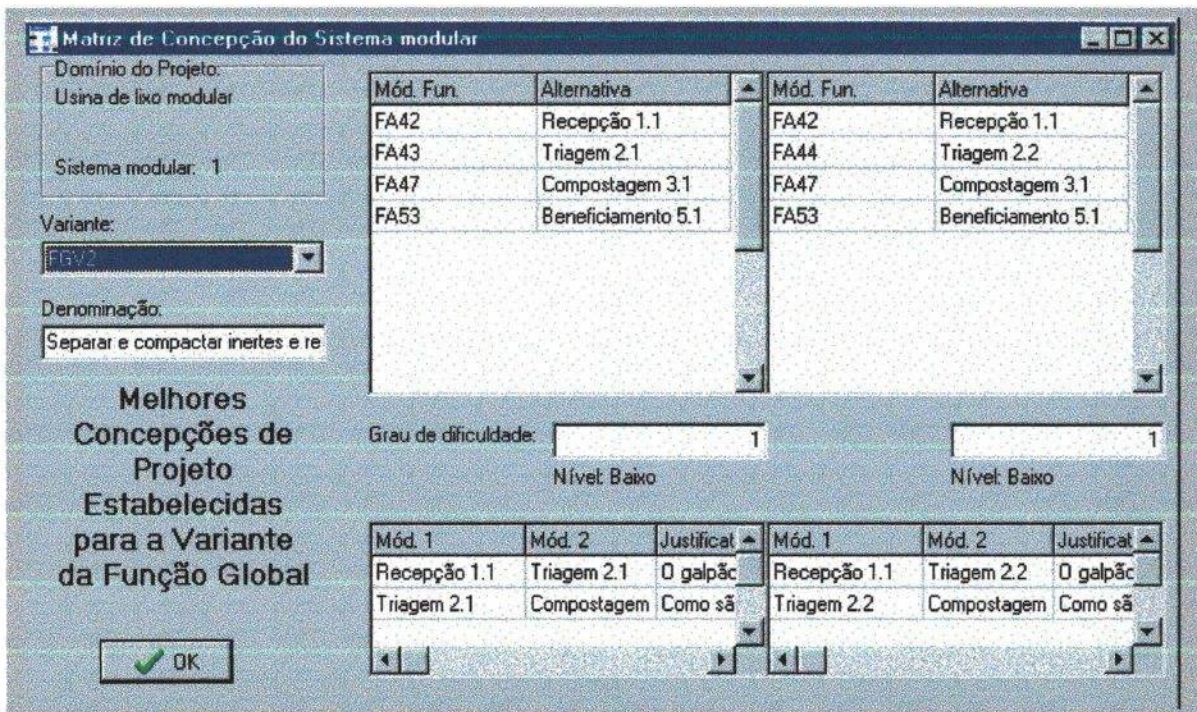 Matriz de Concepção do Sistema modular
Domínio do Projeto:
Usina de lixo modular
Sistema modular: 1
Variante:
FGV2
Denominação:
Separar e compactar inertes e re
Melhores
Concepções de
Projeto
Estabelecidas
para a Variante
da Função Global
OK
Mód. Fun. Alternativa
FA42 Recepção 1.1
FA43 Triagem 2.1
FA47 Compostagem 3.1
FA53 Beneficiamento 5.1
Mód. Fun. Alternativa
FA42 Recepção 1.1
FA44 Triagem 2.2
FA47 Compostagem 3.1
FA53 Beneficiamento 5.1
Grau de dificuldade: 1
Nível: Baixo
1
Nível: Baixo
Mód. 1 Mód. 2 Justificat
Recepção 1.1 Triagem 2.1 O galpão
Triagem 2.1 Compostagem Como sã
Mód. 1 Mód. 2 Justificat
Recepção 1.1 Triagem 2.2 O galpão
Triagem 2.2 Compostagem Como sã